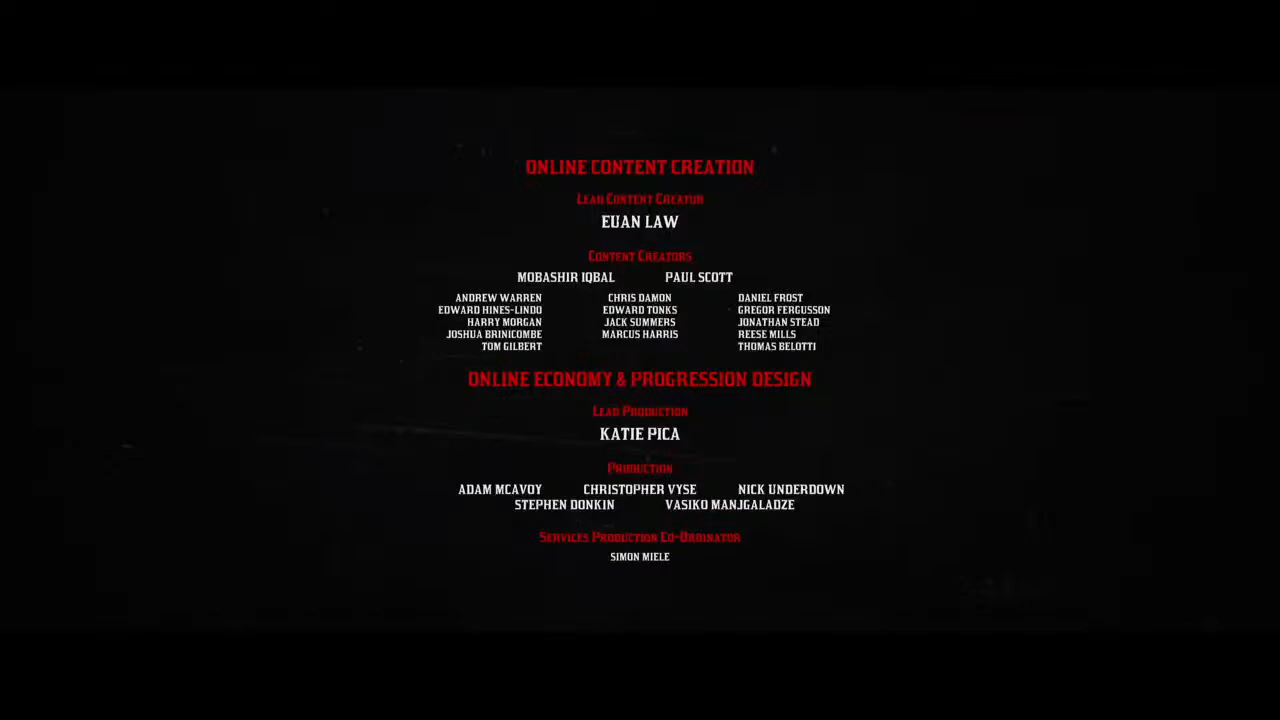 ONLINE CONTENT CREATION
LEAD CONTENT CREATOR
EUAN LAW
CONTENT CREATORS
MOBASHIR IQBAL PAUL SCOTT
ANDREW WARREN CHRIS DAMON DANIEL FROST
EDWARD HINES-LINDO EDWARD TONKS GREGOR FERGUSSON
HARRY MORGAN JACK SUMMERS JONATHAN STEAD
JOSHUA BRINICOMBE MARCUS HARRIS REESE MILLS
TOM GILBERT THOMAS BELOTTI
ONLINE ECONOMY & PROGRESSION DESIGN
LEAD PRODUCTION
KATIE PICA
PRODUCTION
ADAM MCAVOY CHRISTOPHER VYSE NICK UNDERDOWN
STEPHEN DONKIN VASIKO MANJGALADZE
SERVICES PRODUCTION CO-ORDINATOR
SIMON MIELE